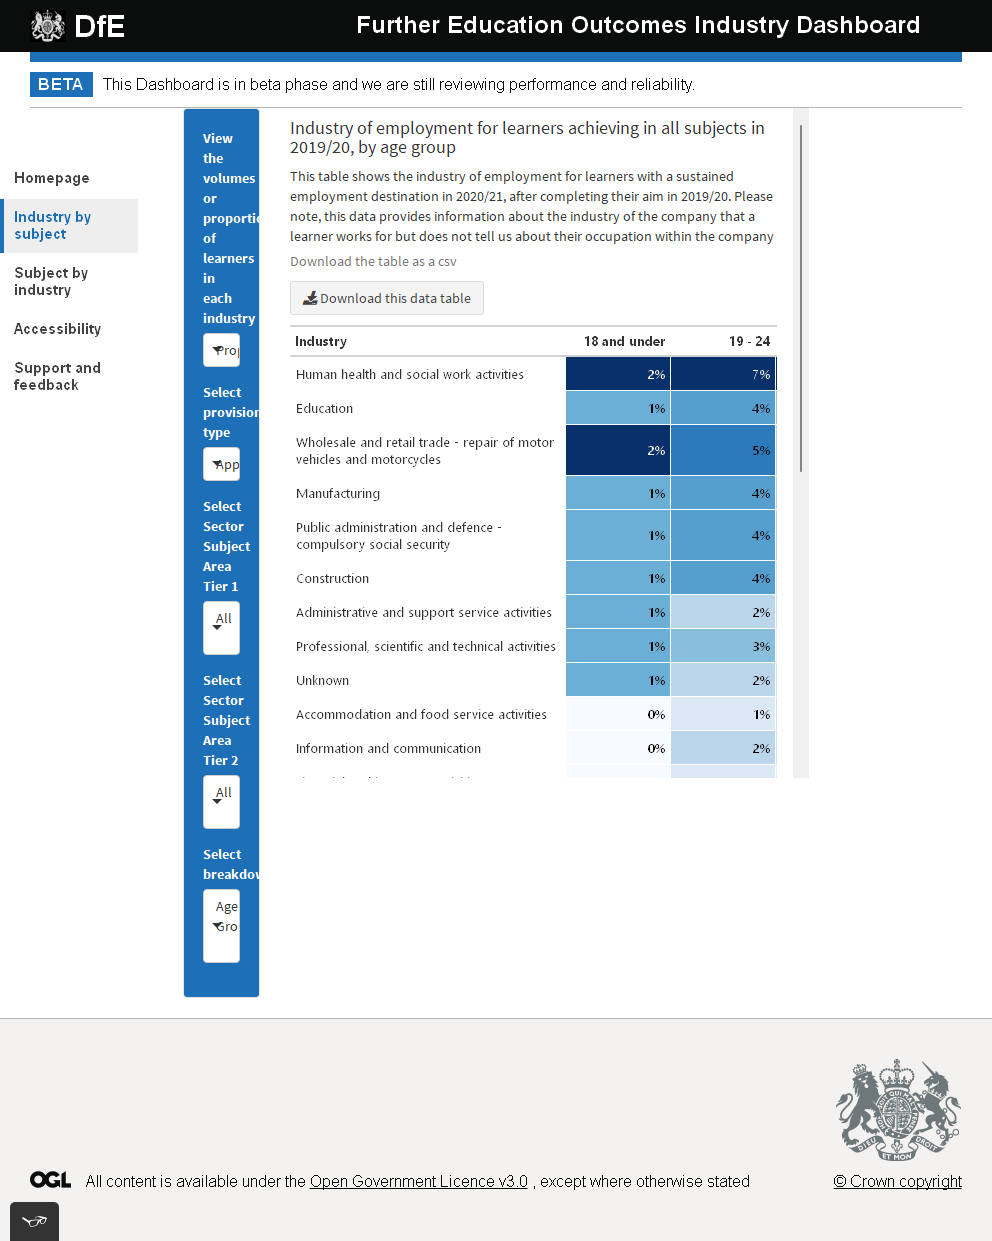 DfE
Further Education Outcomes Industry Dashboard
BETA
This Dashboard is in beta phase and we are still reviewing performance and reliability.
Homepage
Industry by
subject
Subject by
industry
Accessibility
Support and
feedback
View
the
volumes
or
proportio
of
learners
in
each
industry
Prop
Select
provision
type
App
Select
Sector
Subject
Area
Tier 1
All
Select
Sector
Subject
Area
Tier 2
All
Select
breakdow
Age
Gro
Industry of employment for learners achieving in all subjects in
2019/20, by age group
This table shows the industry of employment for learners with a sustained
employment destination in 2020/21, after completing their aim in 2019/20. Please
note, this data provides information about the industry of the company that a
learner works for but does not tell us about their occupation within the company
Download the table as a csv
Download this data table
Industry 18 and under 19 - 24
Human health and social work activities 2% 7%
Education 1% 4%
Wholesale and retail trade - repair of motor
vehicles and motorcycles 2% 5%
Manufacturing 1% 4%
Public administration and defence -
compulsory social security 1% 4%
Construction 1% 4%
Administrative and support service activities 1% 2%
Professional, scientific and technical activities 1% 3%
Unknown 1% 2%
Accommodation and food service activities 0% 1%
Information and communication 0% 2%
DIEU ET MON DROIT
OGL
All content is available under the Open Government Licence v3.0 , except where otherwise stated
© Crown copyright